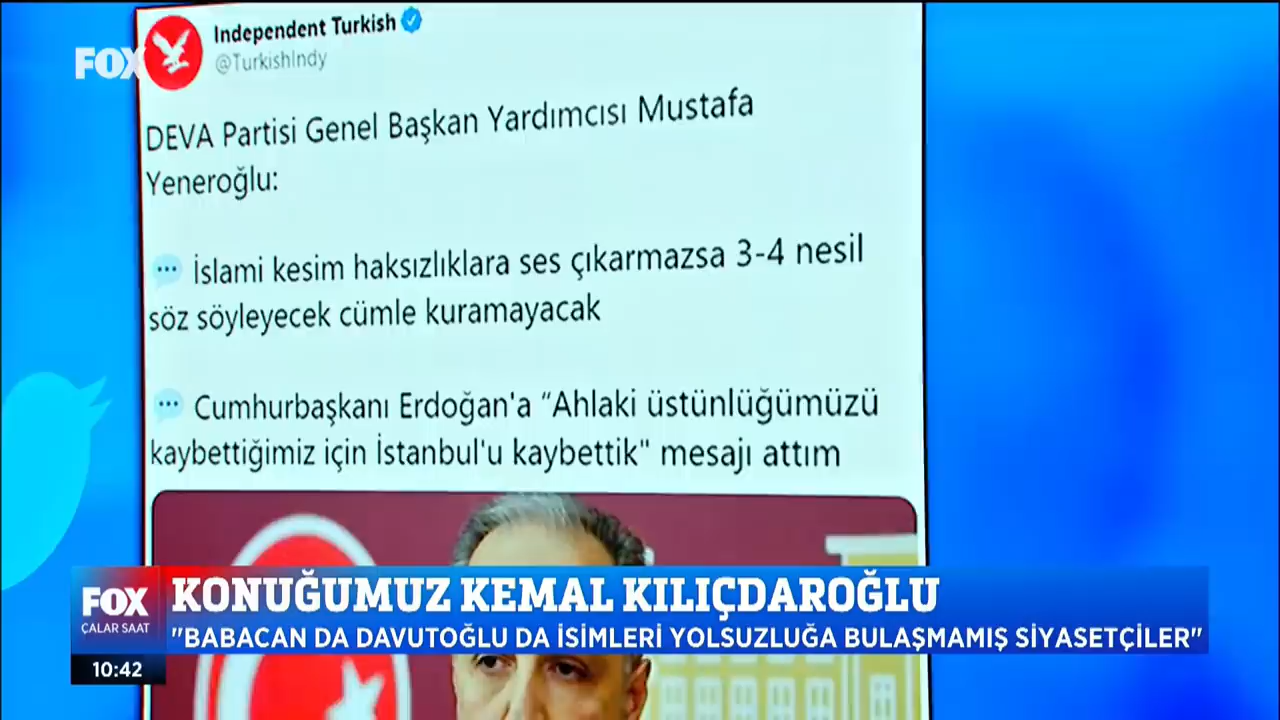 Independent Turkish
@TurkishIndy
FOX
DEVA Partisi Genel Başkan Yardımcısı Mustafa
Yeneroğlu:
İslami kesim haksızlıklara ses çıkarmazsa 3-4 nesil
söz söyleyecek cümle kuramayacak
Cumhurbaşkanı Erdoğan'a “Ahlaki üstünlüğümüzü
kaybettiğimiz için İstanbul'u kaybettik" mesajı attım
FOX
ÇALAR SAAT
10:42
KONUĞUMUZ KEMAL KILIÇDAROĞLU
"BABACAN DA DAVUTOĞLU DA İSİMLERİ YOLSUZLUĞA BULAŞMAMIŞ SİYASETÇİLER"